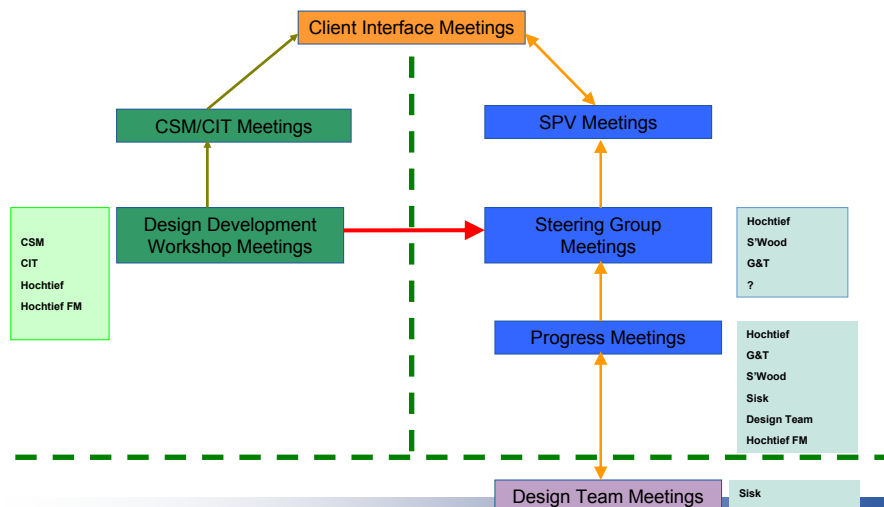 Client Interface Meetings
CSM/CIT Meetings
SPV Meetings
Design Development
Workshop Meetings
Steering Group
Meetings
CSM
CIT
Hochtief
Hochtief FM
Hochtief
S'Wood
G&T
?
Progress Meetings
Hochtief
G&T
S'Wood
Sisk
Design Team
Hochtief FM
Design Team Meetings
Sisk